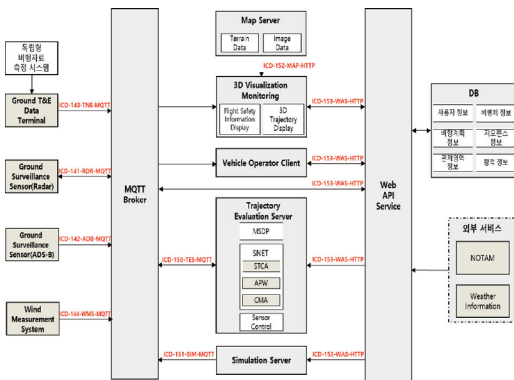 Map Server
Terrain
Data
Image
Data
독립형
비행자료
측정 시스템
ICD-152-MAP-HTTP
3D Visualization
Monitoring
Flight Safety
Information
Display
3D
Trajectory
Display
ICD-153-WAS-HTTP
Ground T&E
Data
Terminal
ICD-143-TNE-MQTT
DB
사용자 정보
비행체 정보
비행계획
정보
지오펜스
정보
관제영역
정보
항적 정보
Vehicle Operator Client
ICD-153-WAS-HTTP
Ground
Surveillance
Sensor(Radar)
ICD-141-RDR-MQTT
MQTT
Broker
ICD-153-WAS-HTTP
Web
API
Service
Trajectory
Evaluation Server
MSDP
SNET
STCA
APW
CMA
Sensor
Control
ICD-150-TES-MQTT
ICD-153-WAS-HTTP
Ground
Surveillance
Sensor(ADS-B)
ICD-142-ADB-MQTT
외부 서비스
NOTAM
Weather
Information
Wind
Measurement
System
ICD-144-WMS-MQTT
ICD-151-SIM-MQTT
Simulation Server
ICD-153-WAS-HTTP